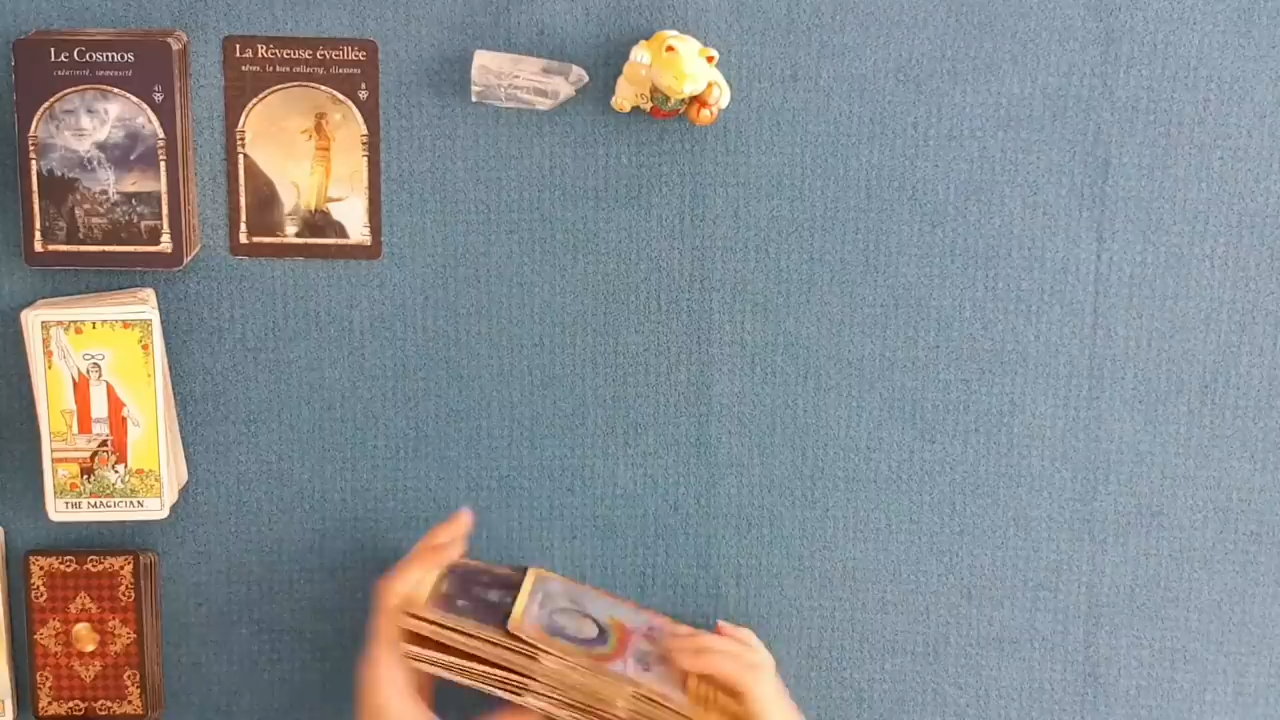 Le Cosmos
créativité, immensité
41
La Rêveuse éveillée
rêves, le bien collectif, illusions
8
I
THE MAGICIAN.